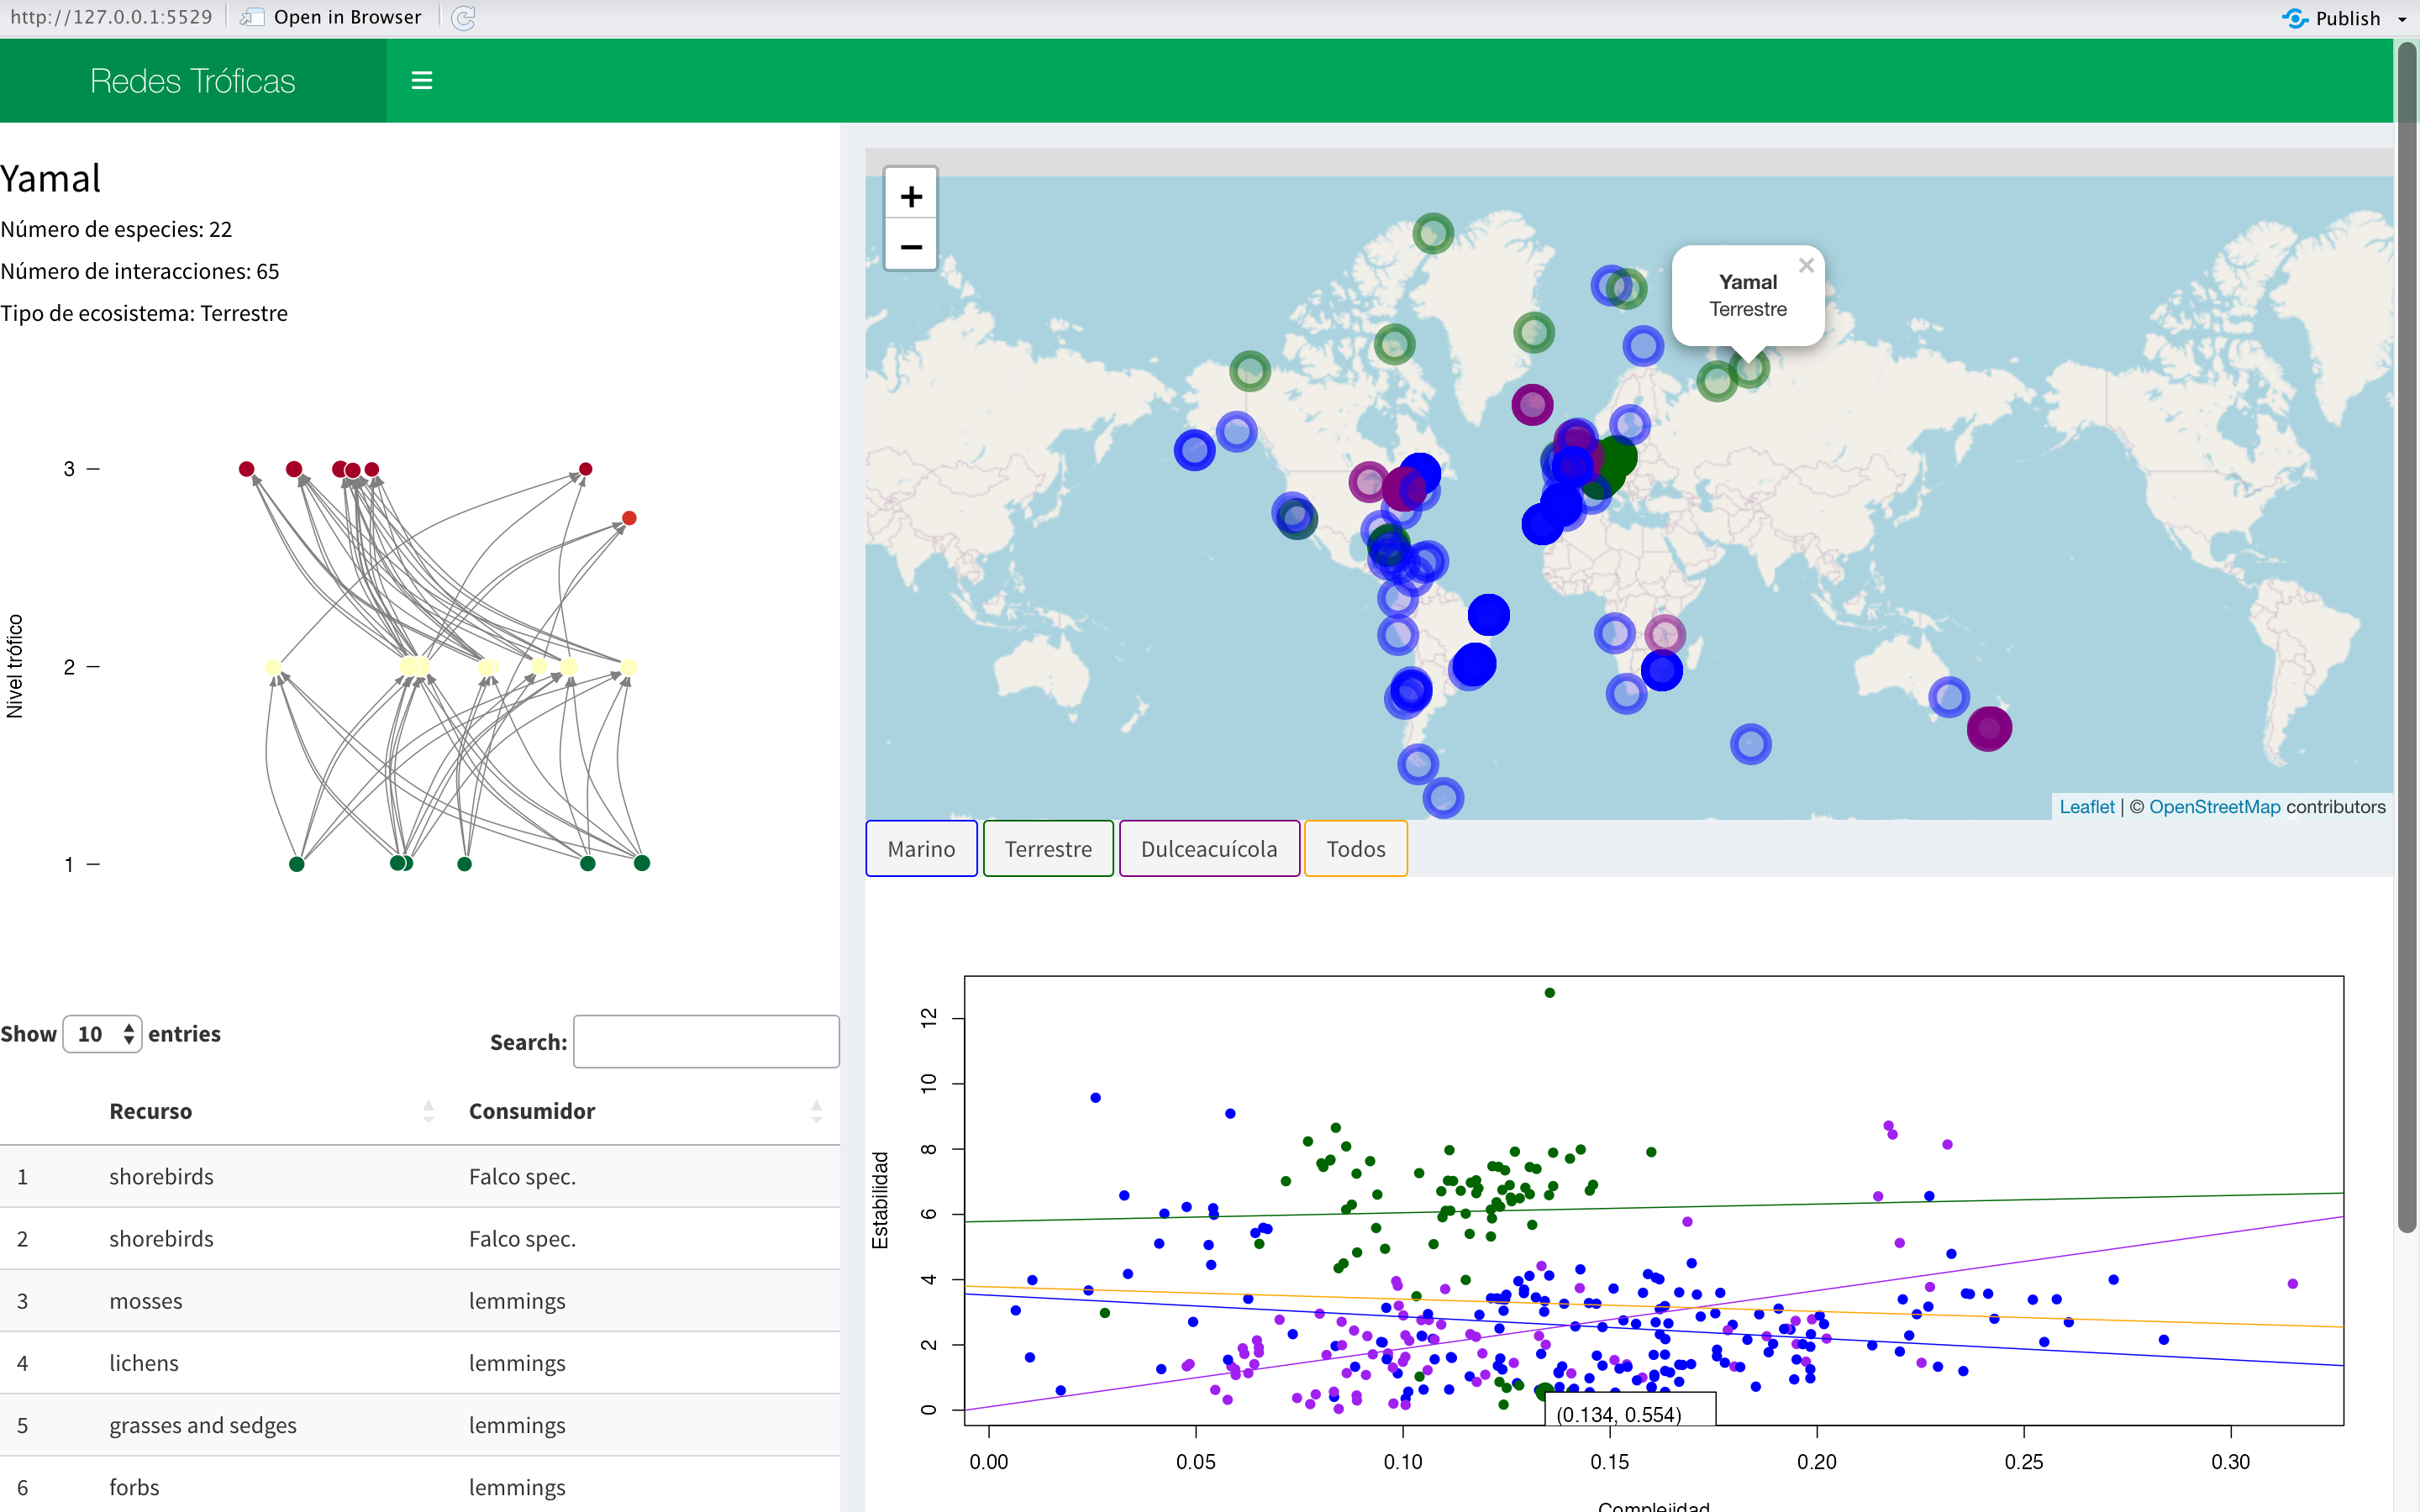 http://127.0.0.1:5529
Open in Browser
Publish
Redes Tróficas
Yamal
Número de especies: 22
Número de interacciones: 65
Tipo de ecosistema: Terrestre
3
2
1
Nivel trófico
Show 10 entries
Search:
Recurso Consumidor
1 shorebirds Falco spec.
2 shorebirds Falco spec.
3 mosses lemmings
4 lichens lemmings
5 grasses and sedges lemmings
6 forbs lemmings
+
−
Yamal
Terrestre
×
Leaflet | © OpenStreetMap contributors
Marino
Terrestre
Dulceacuícola
Todos
Estabilidad
12
10
8
6
4
2
0
(0.134, 0.554)
0.00 0.05 0.10 0.15 0.20 0.25 0.30
Complejidad